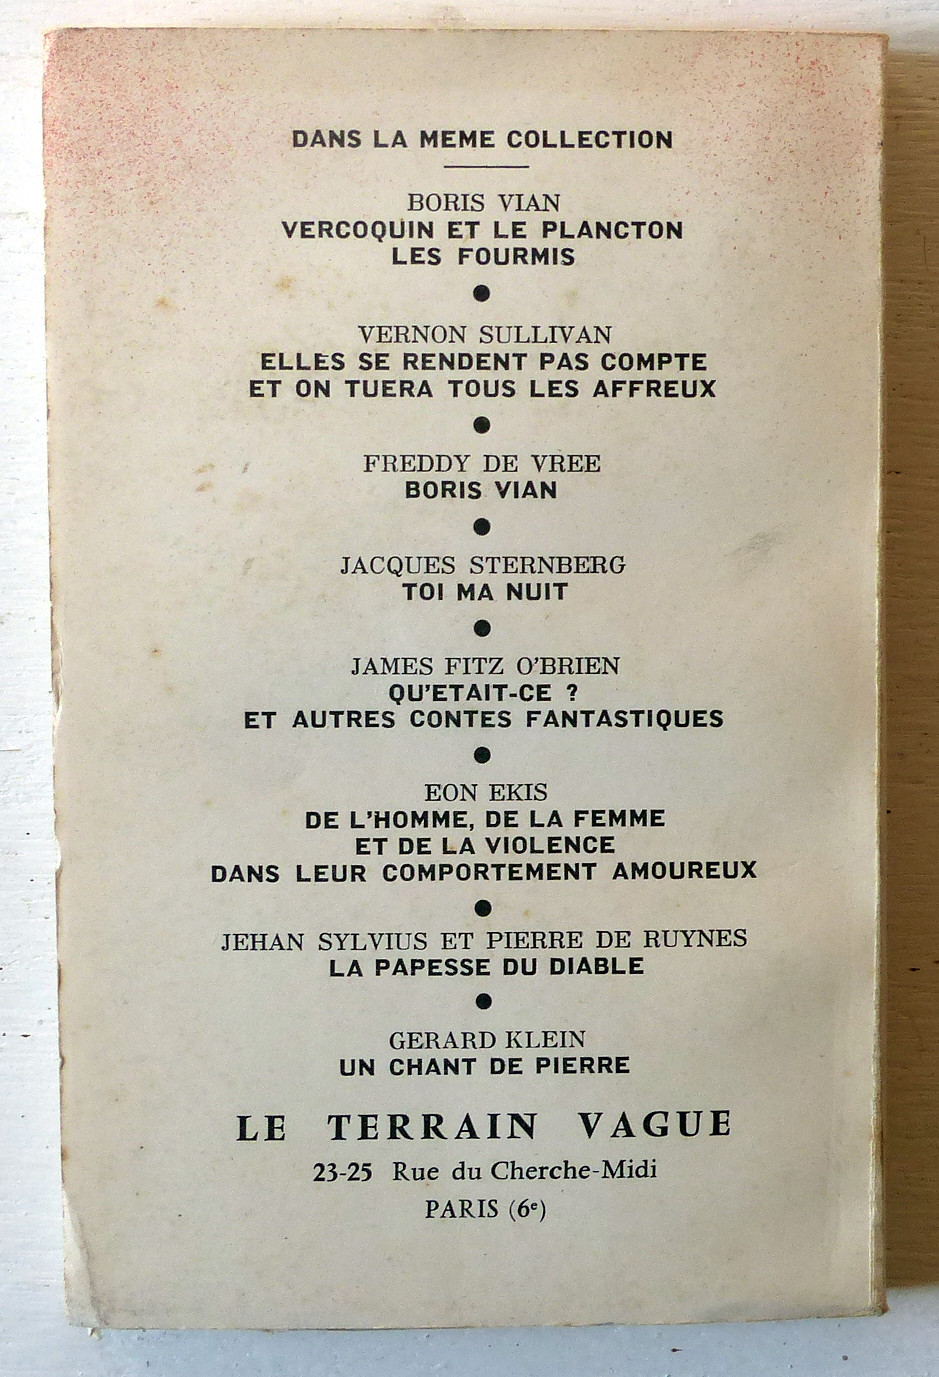 DANS LA MEME COLLECTION
BORIS VIAN
VERCOQUIN ET LE PLANCTON
LES FOURMIS
●
VERNON SULLIVAN
ELLES SE RENDENT PAS COMPTE
ET ON TUERA TOUS LES AFFREUX
●
FREDDY DE VREE
BORIS VIAN
●
JACQUES STERNBERG
TOI MA NUIT
●
JAMES FITZ O'BRIEN
QU'ETAIT-CE ?
ET AUTRES CONTES FANTASTIQUES
●
EON EKIS
DE L'HOMME, DE LA FEMME
ET DE LA VIOLENCE
DANS LEUR COMPORTEMENT AMOUREUX
●
JEHAN SYLVIUS ET PIERRE DE RUYNES
LA PAPESSE DU DIABLE
●
GERARD KLEIN
UN CHANT DE PIERRE
LE TERRAIN VAGUE
23-25 Rue du Cherche-Midi
PARIS (6e)